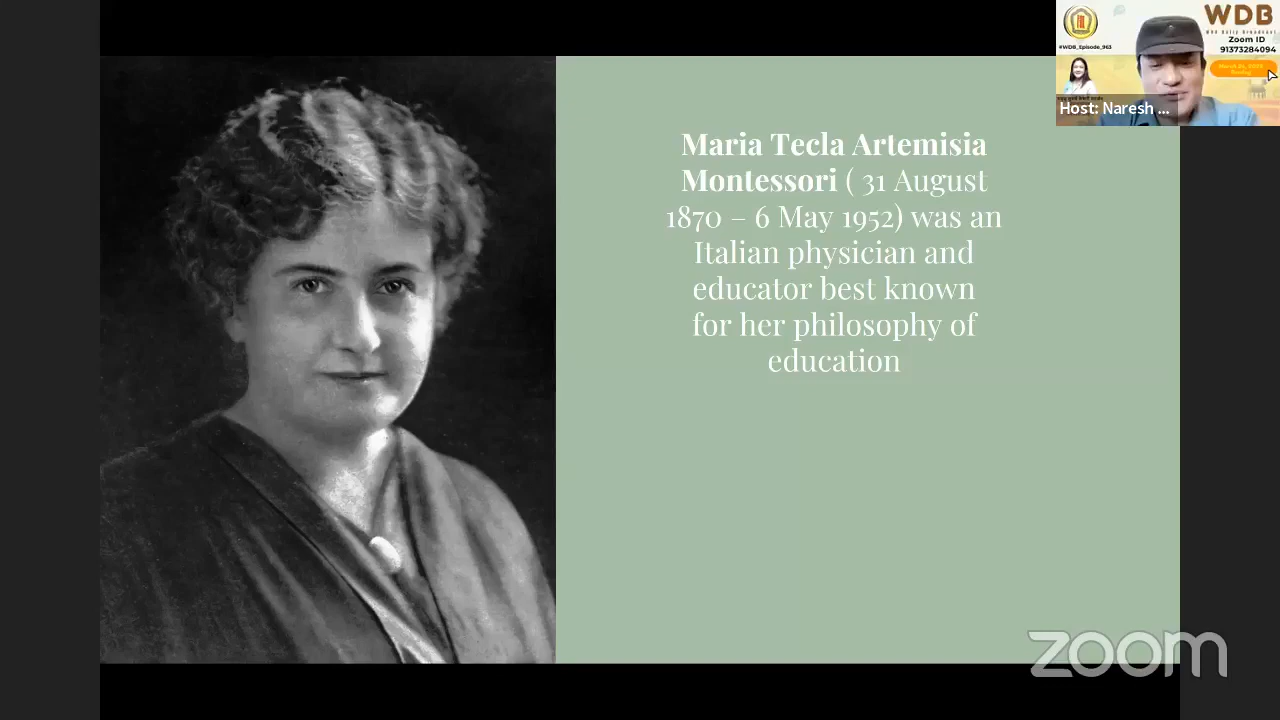 Maria Tecla Artemisia
Montessori ( 31 August
1870 – 6 May 1952) was an
Italian physician and
educator best known
for her philosophy of
education
WDB
Zoom ID
91373284094
#WDB_Episode_963
Host: Naresh ...
zoom